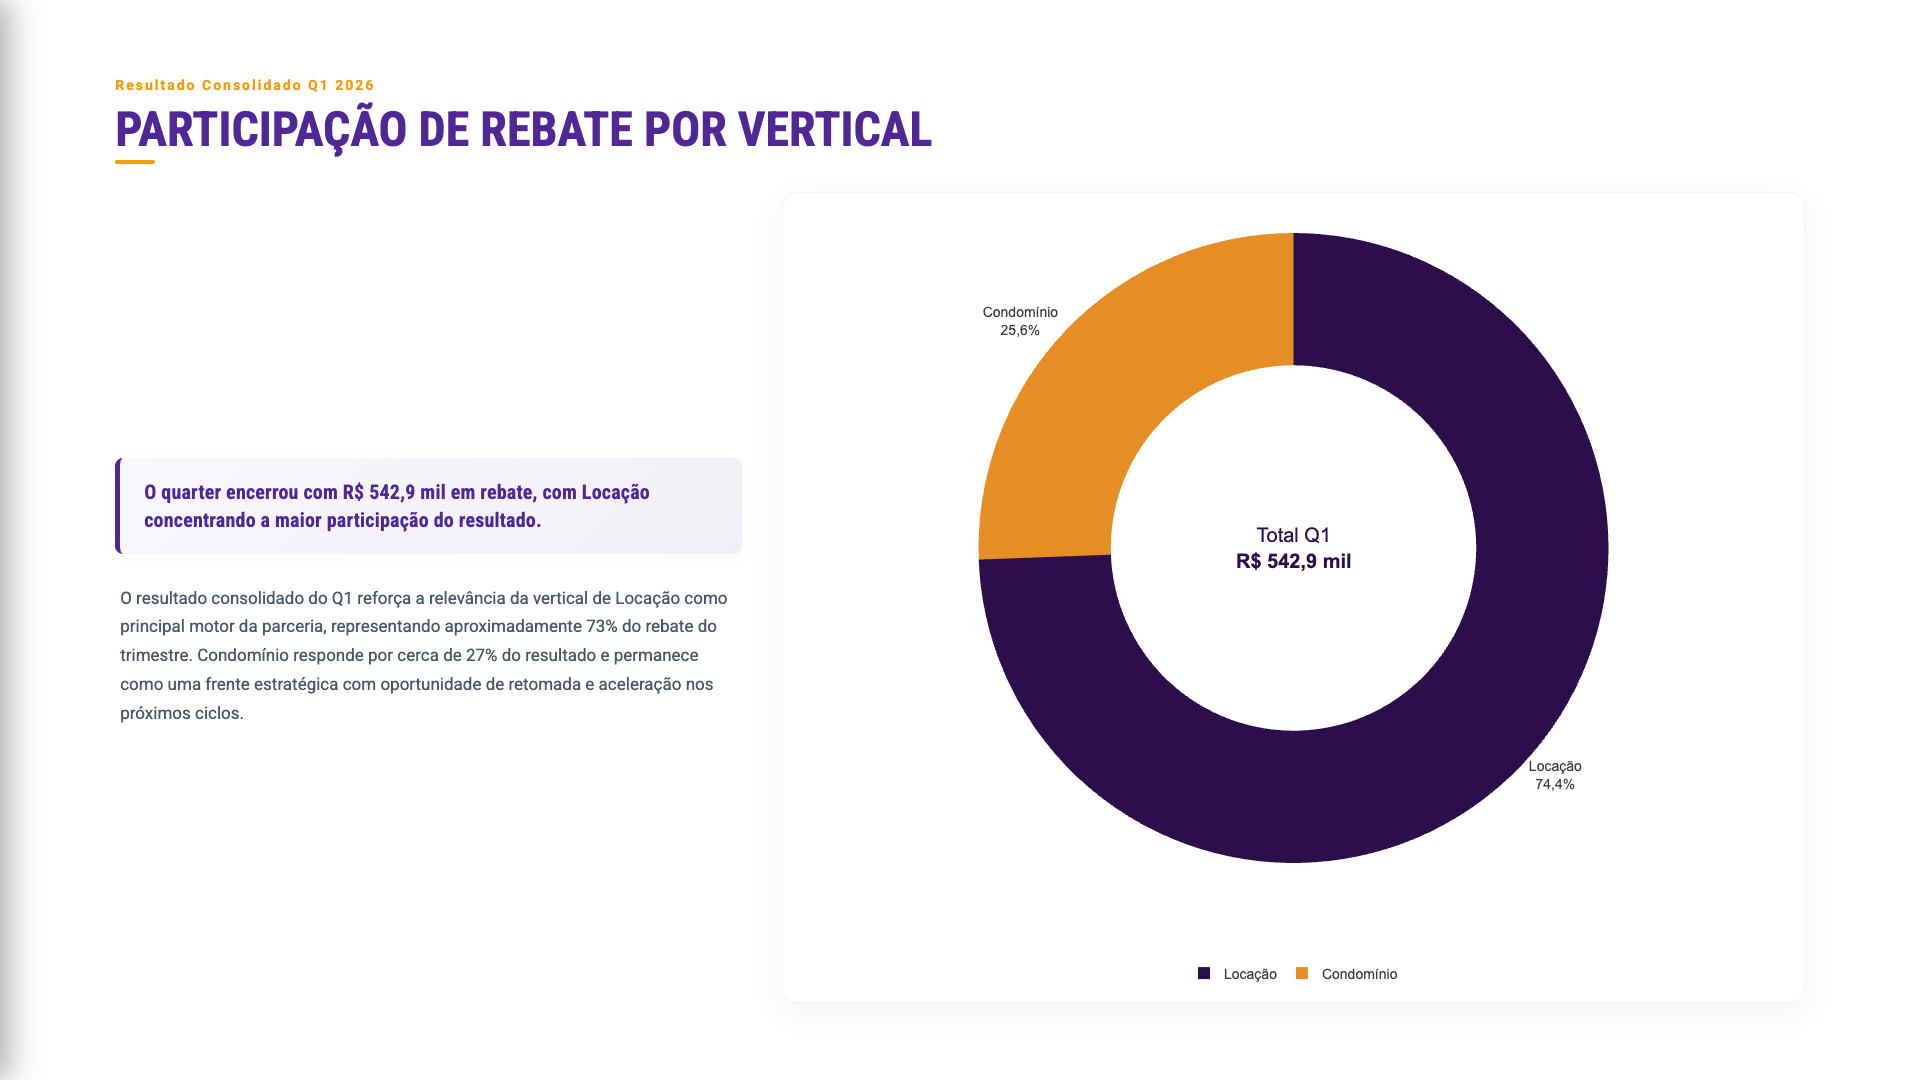 Resultado Consolidado Q1 2026
PARTICIPAÇÃO DE REBATE POR VERTICAL
O quarter encerrou com R$ 542,9 mil em rebate, com Locação
concentrando a maior participação do resultado.
O resultado consolidado do Q1 reforça a relevância da vertical de Locação como
principal motor da parceria, representando aproximadamente 73% do rebate do
trimestre. Condomínio responde por cerca de 27% do resultado e permanece
como uma frente estratégica com oportunidade de retomada e aceleração nos
próximos ciclos.
Condomínio
25,6%
Total Q1
R$ 542,9 mil
Locação
74,4%
Locação
Condomínio